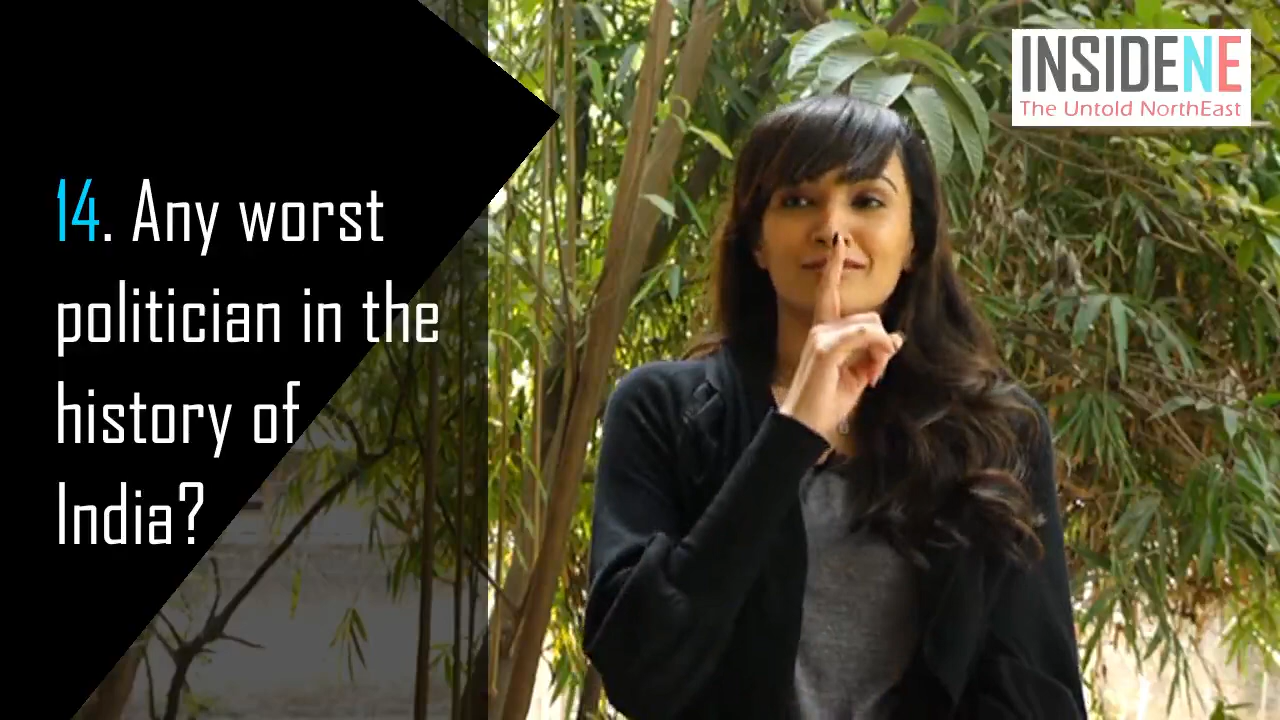 INSIDENE
The Untold NorthEast
14. Any worst
politician in the
history of
India?